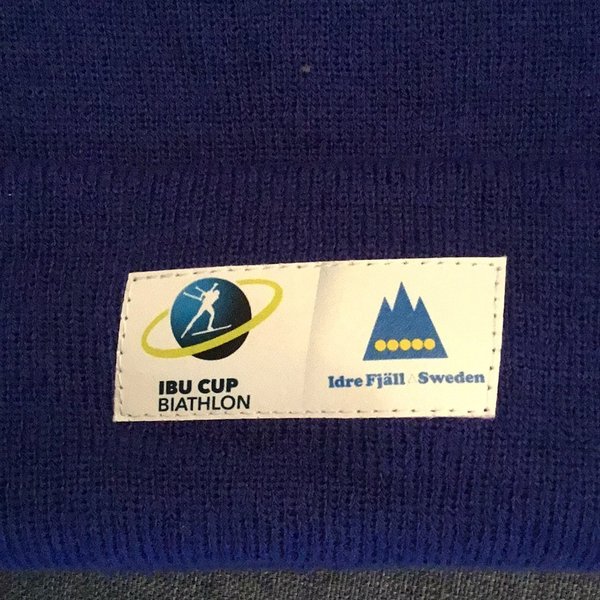 IBU CUP
BIATHLON
Idre Fjäll Sweden